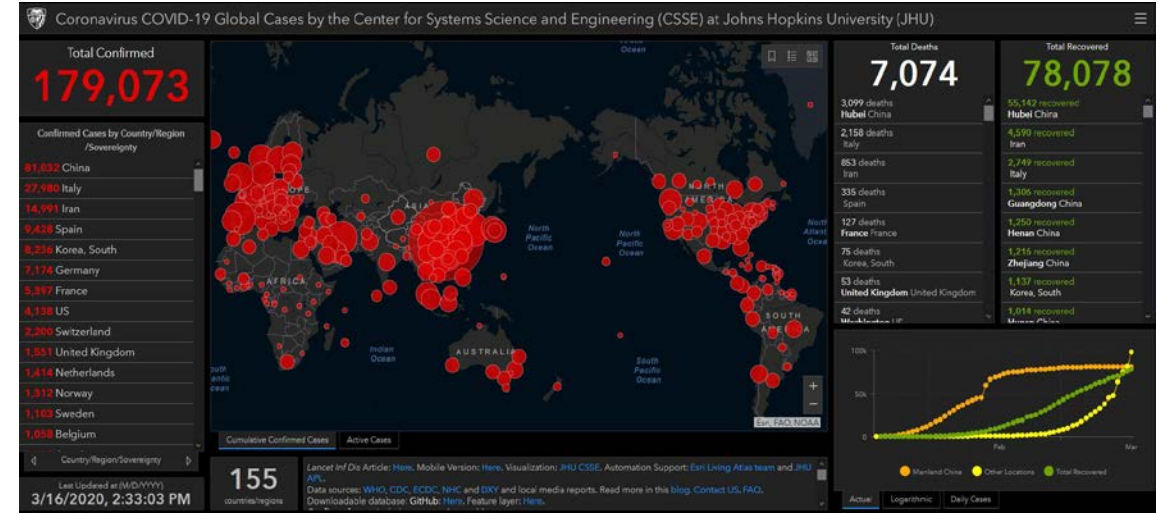 Coronavirus COVID-19 Global Cases by the Center for Systems Science and Engineering (CSSE) at Johns Hopkins University (JHU)
Total Confirmed
179,073
Confirmed Cases by Country/Region
/Sovereignty
81,032 China
27,980 Italy
14,991 Iran
9,428 Spain
8,236 Korea, South
7,174 Germany
5,397 France
4,138 US
2,200 Switzerland
1,551 United Kingdom
1,414 Netherlands
1,312 Norway
1,103 Sweden
1,058 Belgium
Country/Region/Sovereignty
Last Updated at (M/D/YYYY)
3/16/2020, 2:33:03 PM
Ocean
EUROPE
ASIA
AFRICA
NORTH
AMERICA
North
Pacific
Ocean
North
Pacific
Ocean
SOUTH
AMERICA
Indian
Ocean
AUSTRALIA
South
Pacific
Ocean
+
−
Esri, FAO, NOAA
Cumulative Confirmed Cases
Active Cases
155
countries/regions
Lancet Inf Dis Article: Here. Mobile Version: Here. Visualization: JHU CSSE. Automation Support: Esri Living Atlas team and JHU
APL.
Data sources: WHO, CDC, ECDC, NHC and DXY and local media reports. Read more in this blog. Contact US. FAQ.
Downloadable database: GitHub: Here. Feature layer: Here.
Total Deaths
7,074
3,099 deaths
Hubei China
2,158 deaths
Italy
853 deaths
Iran
335 deaths
Spain
127 deaths
France France
75 deaths
Korea, South
53 deaths
United Kingdom United Kingdom
42 deaths
Total Recovered
78,078
55,142 recovered
Hubei China
4,590 recovered
Iran
2,749 recovered
Italy
1,306 recovered
Guangdong China
1,250 recovered
Henan China
1,216 recovered
Zhejiang China
1,137 recovered
Korea, South
1,014 recovered
100k
50k
0
Feb
Mar
Mainland China
Other Locations
Total Recovered
Actual
Logarithmic
Daily Cases